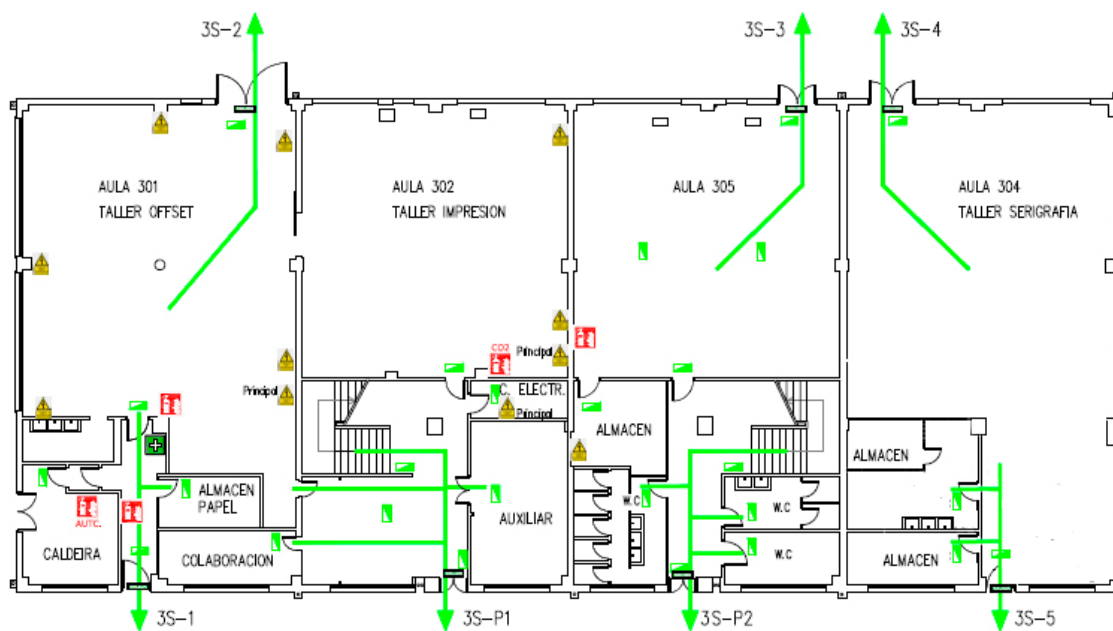 3S-2
3S-3
3S-4
AULA 301
TALLER OFFSET
AULA 302
TALLER IMPRESION
AULA 305
AULA 304
TALLER SERIGRAFIA
CO2
Principal
Principal
C. ELECTR.
Principal
ALMACEN
ALMACEN
ALMACEN
PAPEL
W.C
W.C
AUTC.
AUXILIAR
CALDEIRA
COLABORACION
W.C
ALMACEN
3S-1
3S-P1
3S-P2
3S-5